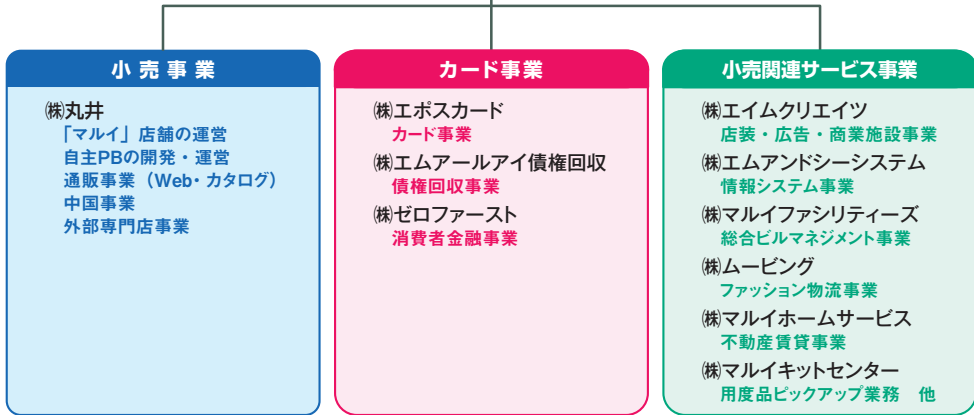 小売事業
㈱丸井
「マルイ」店舗の運営
自主PBの開発・運営
通販事業（Web・カタログ）
中国事業
外部専門店事業
カード事業
㈱エポスカード
カード事業
㈱エムアールアイ債権回収
債権回収事業
㈱ゼロファースト
消費者金融事業
小売関連サービス事業
㈱エイムクリエイツ
店装・広告・商業施設事業
㈱エムアンドシーシステム
情報システム事業
㈱マルイファシリティーズ
総合ビルマネジメント事業
㈱ムービング
ファッション物流事業
㈱マルイホームサービス
不動産賃貸事業
㈱マルイキットセンター
用度品ピックアップ業務　他